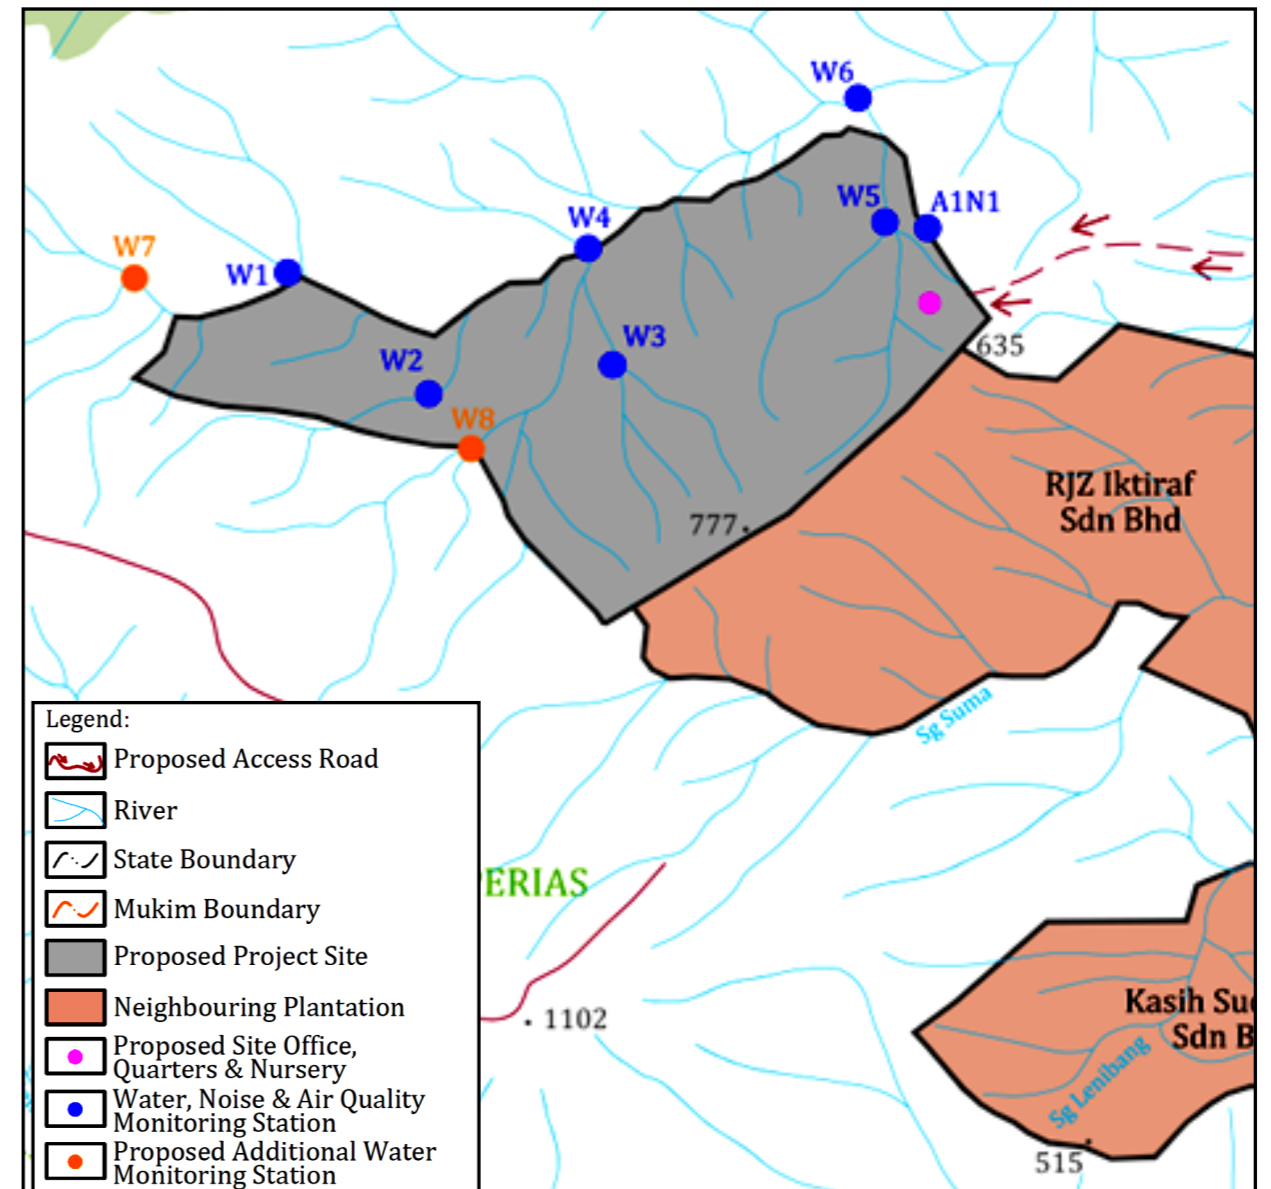 W6
W5
A1N1
W4
W7
W1
W3
635
W2
W8
RJZ Iktiraf
Sdn Bhd
777
Sg Suma
ERIAS
1102
Kasih Su
Sdn B
Sg Lenibang
515
Legend:
Proposed Access Road
River
State Boundary
Mukim Boundary
Proposed Project Site
Neighbouring Plantation
Proposed Site Office,
Quarters & Nursery
Water, Noise & Air Quality
Monitoring Station
Proposed Additional Water
Monitoring Station